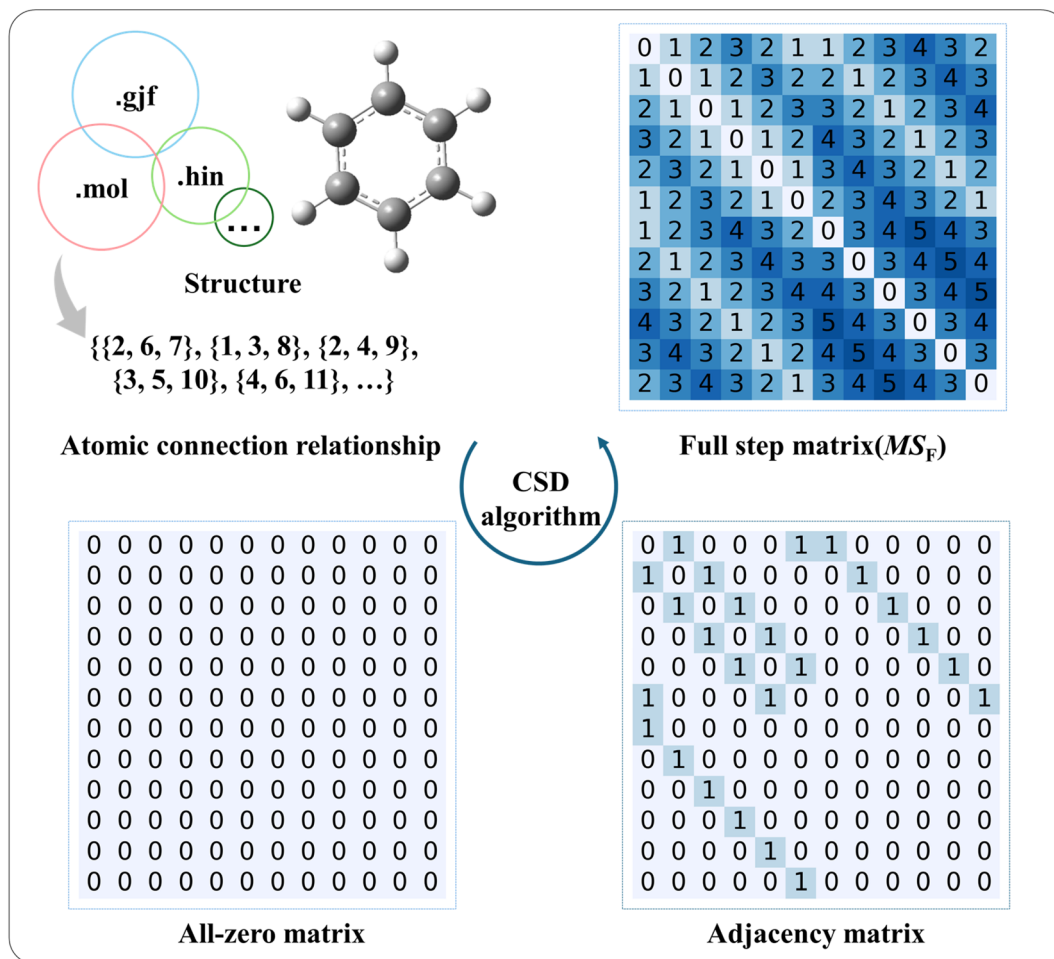 .gjf
.mol
.hin
...
Structure
{{2, 6, 7}, {1, 3, 8}, {2, 4, 9},
{3, 5, 10}, {4, 6, 11}, …}
Atomic connection relationship
0 1 2 3 2 1 1 2 3 4 3 2
1 0 1 2 3 2 2 1 2 3 4 3
2 1 0 1 2 3 3 2 1 2 3 4
3 2 1 0 1 2 4 3 2 1 2 3
2 3 2 1 0 1 3 4 3 2 1 2
1 2 3 2 1 0 2 3 4 3 2 1
1 2 3 4 3 2 0 3 4 5 4 3
2 1 2 3 4 3 3 0 3 4 5 4
3 2 1 2 3 4 4 3 0 3 4 5
4 3 2 1 2 3 5 4 3 0 3 4
3 4 3 2 1 2 4 5 4 3 0 3
2 3 4 3 2 1 3 4 5 4 3 0
Full step matrix(MS_F)
CSD
algorithm
0 0 0 0 0 0 0 0 0 0 0 0
0 0 0 0 0 0 0 0 0 0 0 0
0 0 0 0 0 0 0 0 0 0 0 0
0 0 0 0 0 0 0 0 0 0 0 0
0 0 0 0 0 0 0 0 0 0 0 0
0 0 0 0 0 0 0 0 0 0 0 0
0 0 0 0 0 0 0 0 0 0 0 0
0 0 0 0 0 0 0 0 0 0 0 0
0 0 0 0 0 0 0 0 0 0 0 0
0 0 0 0 0 0 0 0 0 0 0 0
0 0 0 0 0 0 0 0 0 0 0 0
0 0 0 0 0 0 0 0 0 0 0 0
All-zero matrix
0 1 0 0 0 1 1 0 0 0 0 0
1 0 1 0 0 0 0 1 0 0 0 0
0 1 0 1 0 0 0 0 1 0 0 0
0 0 1 0 1 0 0 0 0 1 0 0
0 0 0 1 0 1 0 0 0 0 1 0
1 0 0 0 1 0 0 0 0 0 0 1
1 0 0 0 0 0 0 0 0 0 0 0
0 1 0 0 0 0 0 0 0 0 0 0
0 0 1 0 0 0 0 0 0 0 0 0
0 0 0 1 0 0 0 0 0 0 0 0
0 0 0 0 1 0 0 0 0 0 0 0
0 0 0 0 0 1 0 0 0 0 0 0
Adjacency matrix